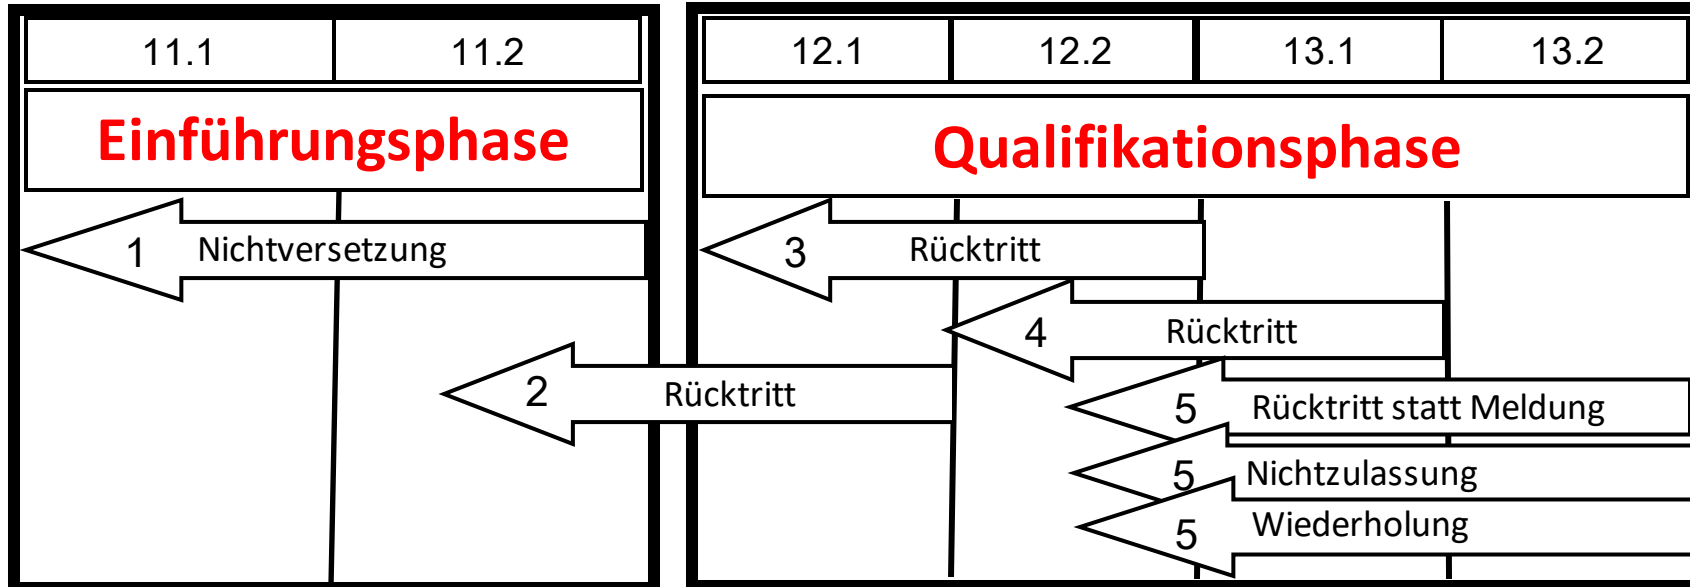 11.1 11.2 12.1 12.2 13.1 13.2
Einführungsphase Qualifikationsphase
1 Nichtversetzung 3 Rücktritt
4 Rücktritt
2 Rücktritt 5 Rücktritt statt Meldung
5 Nichtzulassung
5 Wiederholung